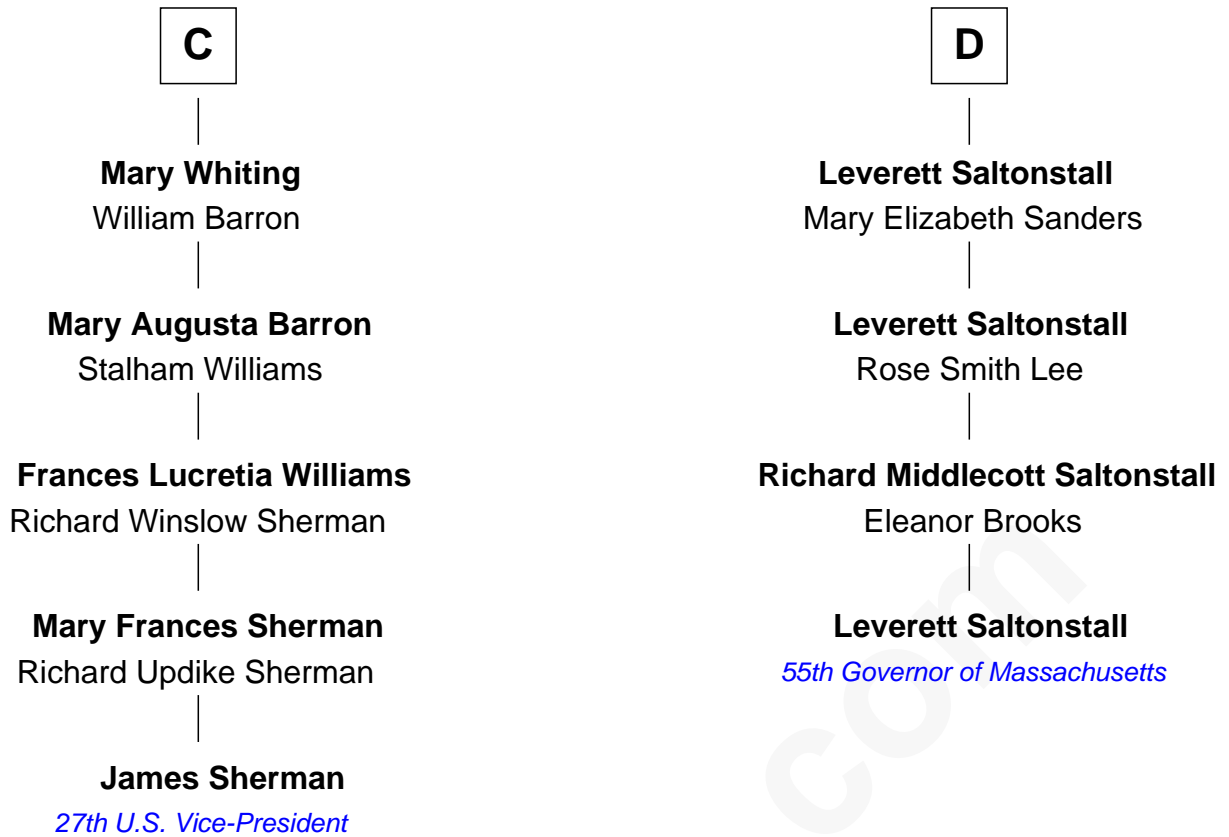 C
Mary Whiting
William Barron
Mary Augusta Barron
Stalham Williams
Frances Lucretia Williams
Richard Winslow Sherman
Mary Frances Sherman
Richard Updike Sherman
James Sherman
27th U.S. Vice-President
D
Leverett Saltonstall
Mary Elizabeth Sanders
Leverett Saltonstall
Rose Smith Lee
Richard Middlecott Saltonstall
Eleanor Brooks
Leverett Saltonstall
55th Governor of Massachusetts
com